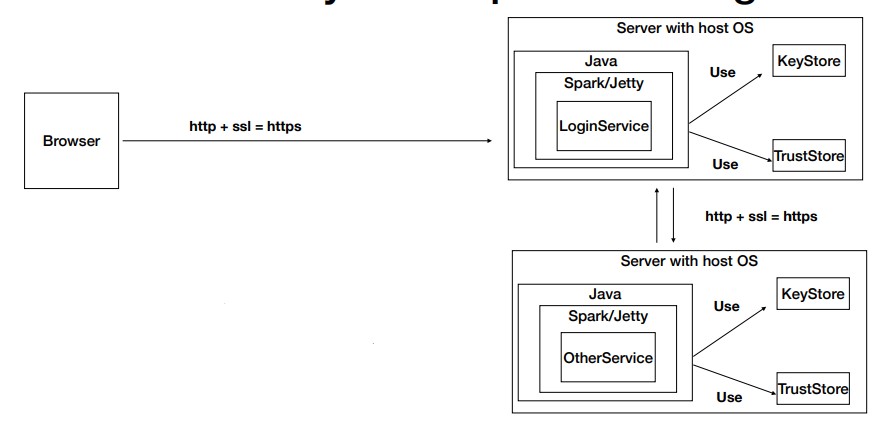 Server with host OS
Java
Spark/Jetty
LoginService
Use
KeyStore
Use
TrustStore
Browser
http + ssl = https
http + ssl = https
Server with host OS
Java
Spark/Jetty
OtherService
Use
KeyStore
Use
TrustStore